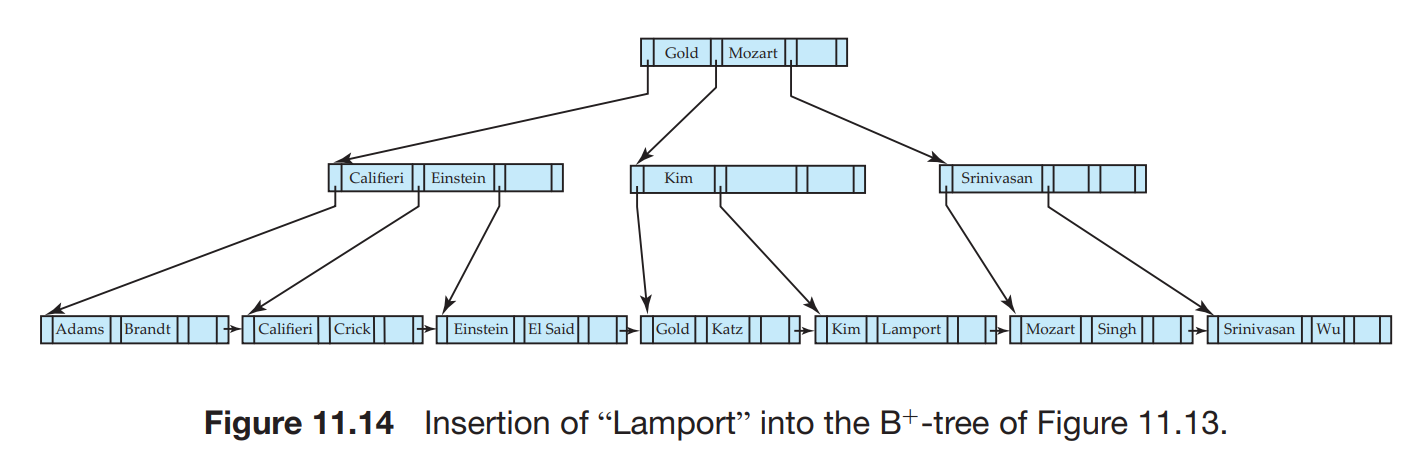 Gold Mozart
Califieri Einstein Kim Srinivasan
Adams Brandt Califieri Crick Einstein El Said Gold Katz Kim Lamport Mozart Singh Srinivasan Wu
Figure 11.14 Insertion of “Lamport” into the B+-tree of Figure 11.13.